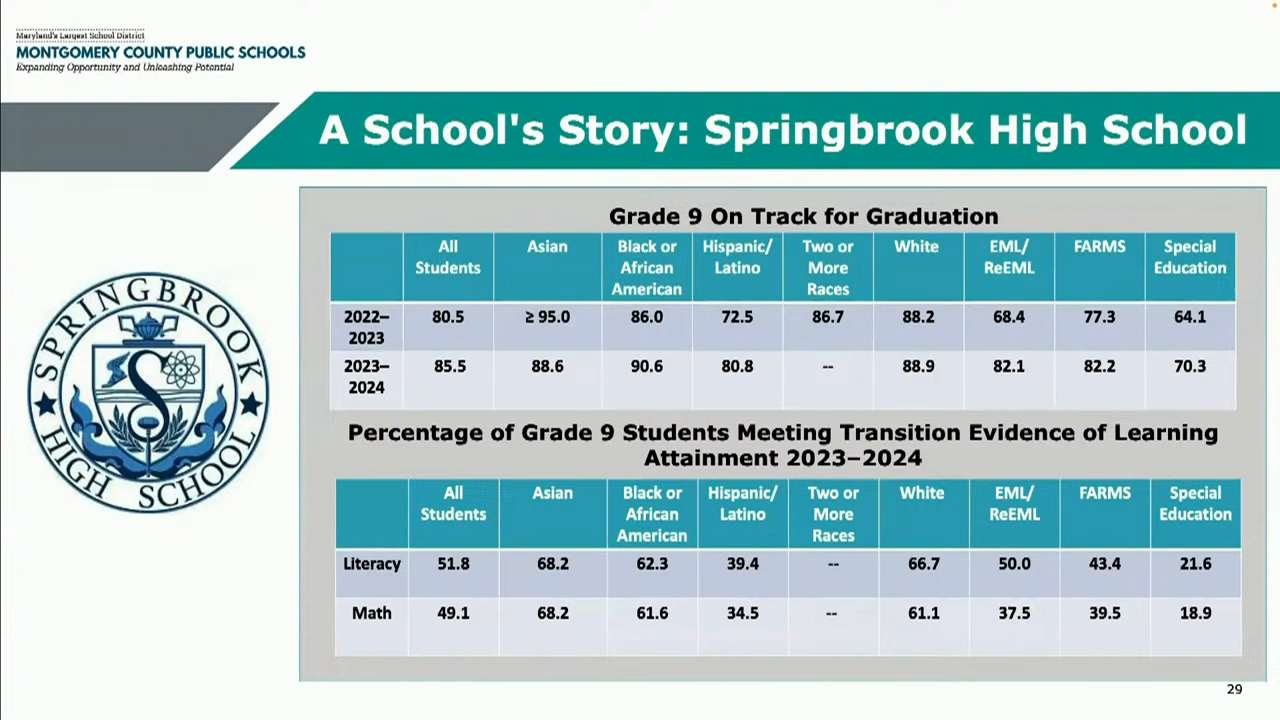 Maryland's Largest School District
MONTGOMERY COUNTY PUBLIC SCHOOLS
Expanding Opportunity and Unleashing Potential
A School's Story: Springbrook High School
SPRINGBROOK
HIGH SCHOOL
S
Grade 9 On Track for Graduation
All Students Asian Black or African American Hispanic/ Latino Two or More Races White EML/ ReEML FARMS Special Education
2022– 2023 80.5 ≥ 95.0 86.0 72.5 86.7 88.2 68.4 77.3 64.1
2023– 2024 85.5 88.6 90.6 80.8 -- 88.9 82.1 82.2 70.3
Percentage of Grade 9 Students Meeting Transition Evidence of Learning
Attainment 2023–2024
All Students Asian Black or African American Hispanic/ Latino Two or More Races White EML/ ReEML FARMS Special Education
Literacy 51.8 68.2 62.3 39.4 -- 66.7 50.0 43.4 21.6
Math 49.1 68.2 61.6 34.5 -- 61.1 37.5 39.5 18.9
29